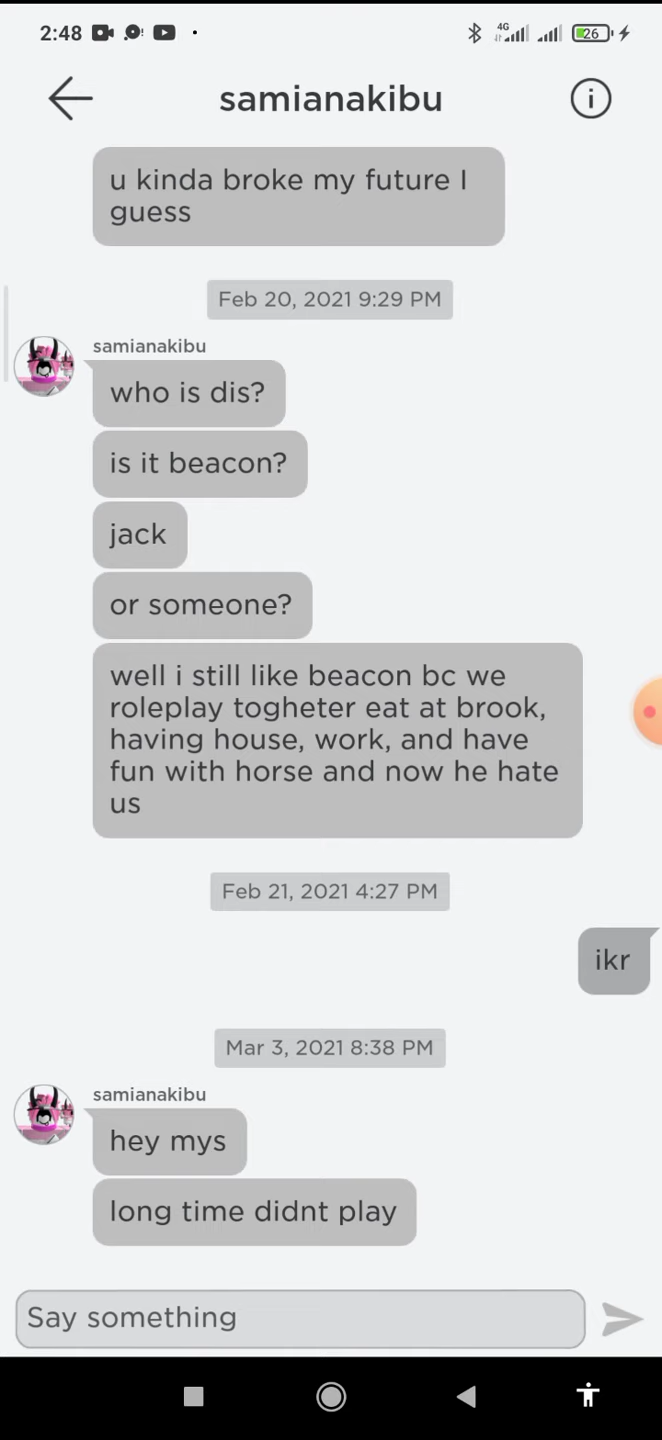 2:48
4G
26
samianakibu
u kinda broke my future I
guess
Feb 20, 2021 9:29 PM
samianakibu
who is dis?
is it beacon?
jack
or someone?
well i still like beacon bc we
roleplay togheter eat at brook,
having house, work, and have
fun with horse and now he hate
us
Feb 21, 2021 4:27 PM
ikr
Mar 3, 2021 8:38 PM
samianakibu
hey mys
long time didnt play
Say something